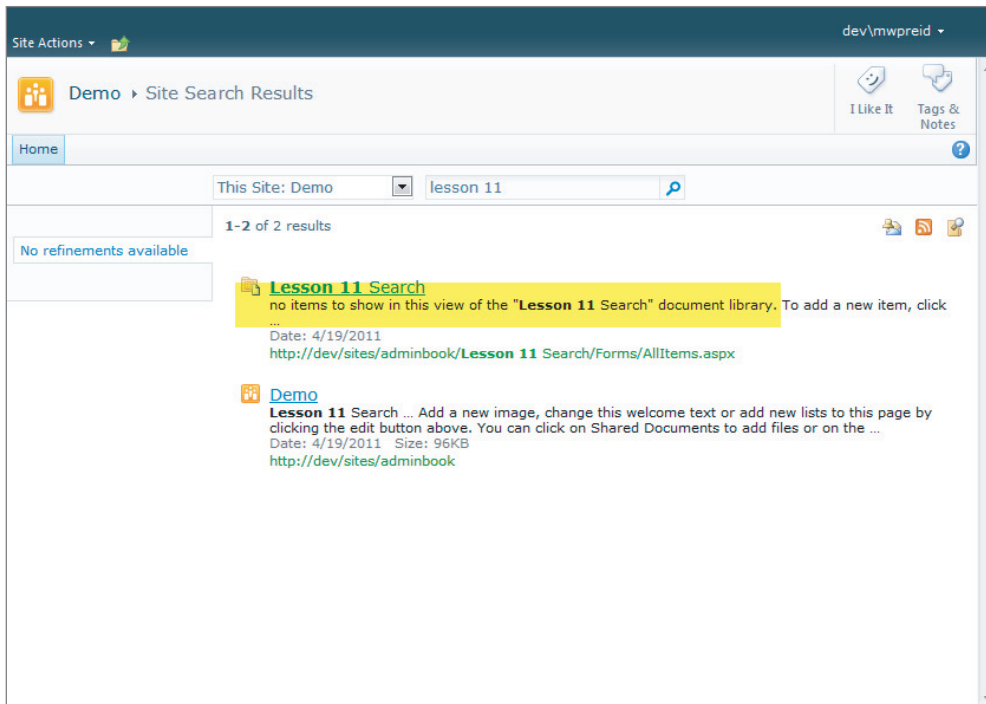 dev\mwpreid
Site Actions
Demo › Site Search Results
I Like It
Tags &
Notes
Home
This Site: Demo
lesson 11
1-2 of 2 results
No refinements available
Lesson 11 Search
no items to show in this view of the "Lesson 11 Search" document library. To add a new item, click
...
Date: 4/19/2011
http://dev/sites/adminbook/Lesson 11 Search/Forms/AllItems.aspx
Demo
Lesson 11 Search ... Add a new image, change this welcome text or add new lists to this page by
clicking the edit button above. You can click on Shared Documents to add files or on the ...
Date: 4/19/2011 Size: 96KB
http://dev/sites/adminbook